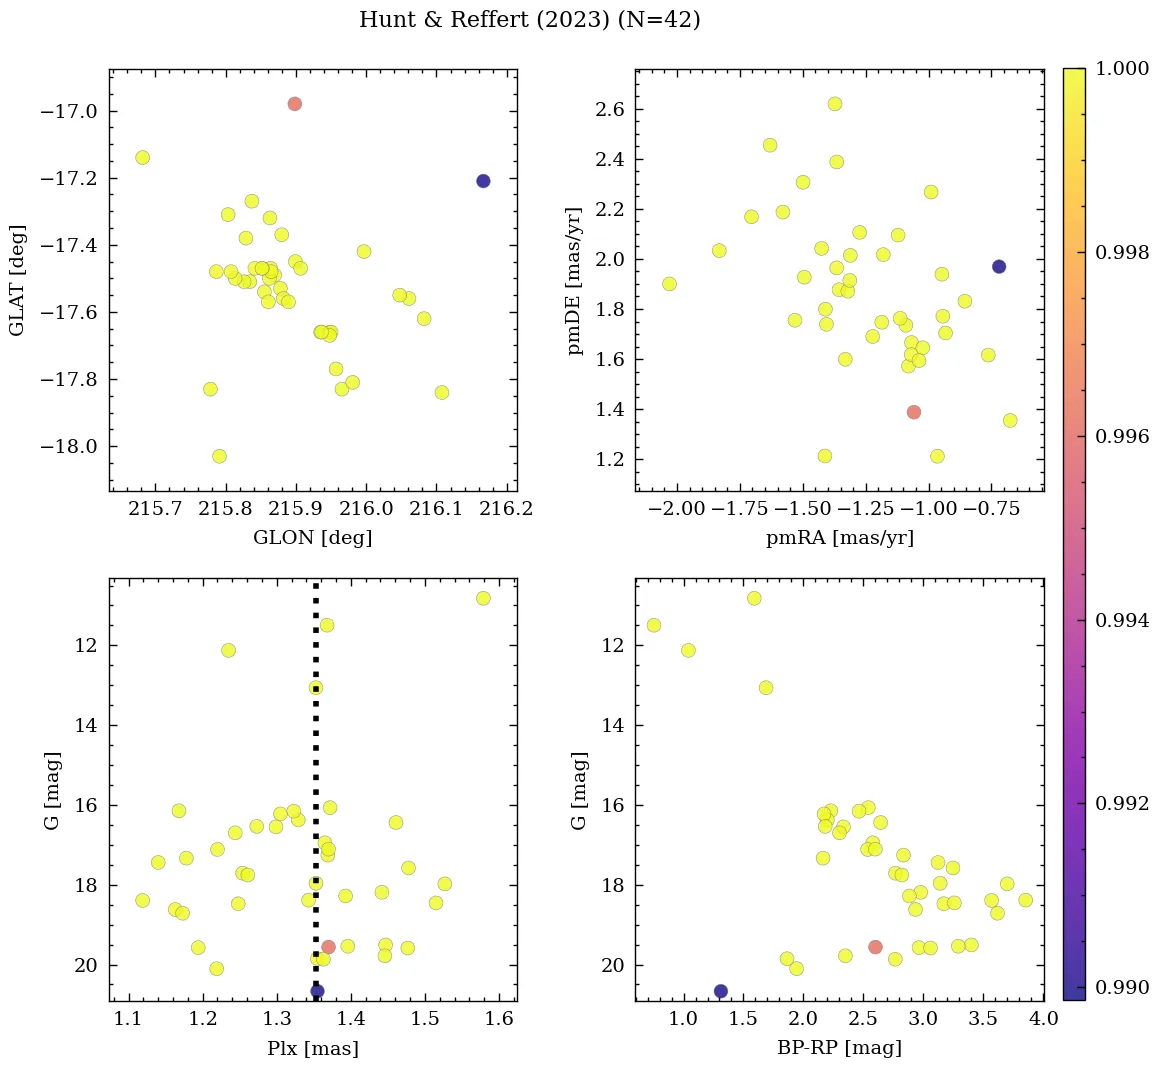 Hunt & Reffert (2023) (N=42)
−17.0
−17.2
−17.4
−17.6
−17.8
−18.0
GLAT [deg]
215.7 215.8 215.9 216.0 216.1 216.2
GLON [deg]
2.6
2.4
2.2
2.0
1.8
1.6
1.4
1.2
pmDE [mas/yr]
−2.00 −1.75 −1.50 −1.25 −1.00 −0.75
pmRA [mas/yr]
12
14
16
18
20
G [mag]
1.1 1.2 1.3 1.4 1.5 1.6
Plx [mas]
12
14
16
18
20
G [mag]
1.0 1.5 2.0 2.5 3.0 3.5 4.0
BP-RP [mag]
1.000
0.998
0.996
0.994
0.992
0.990